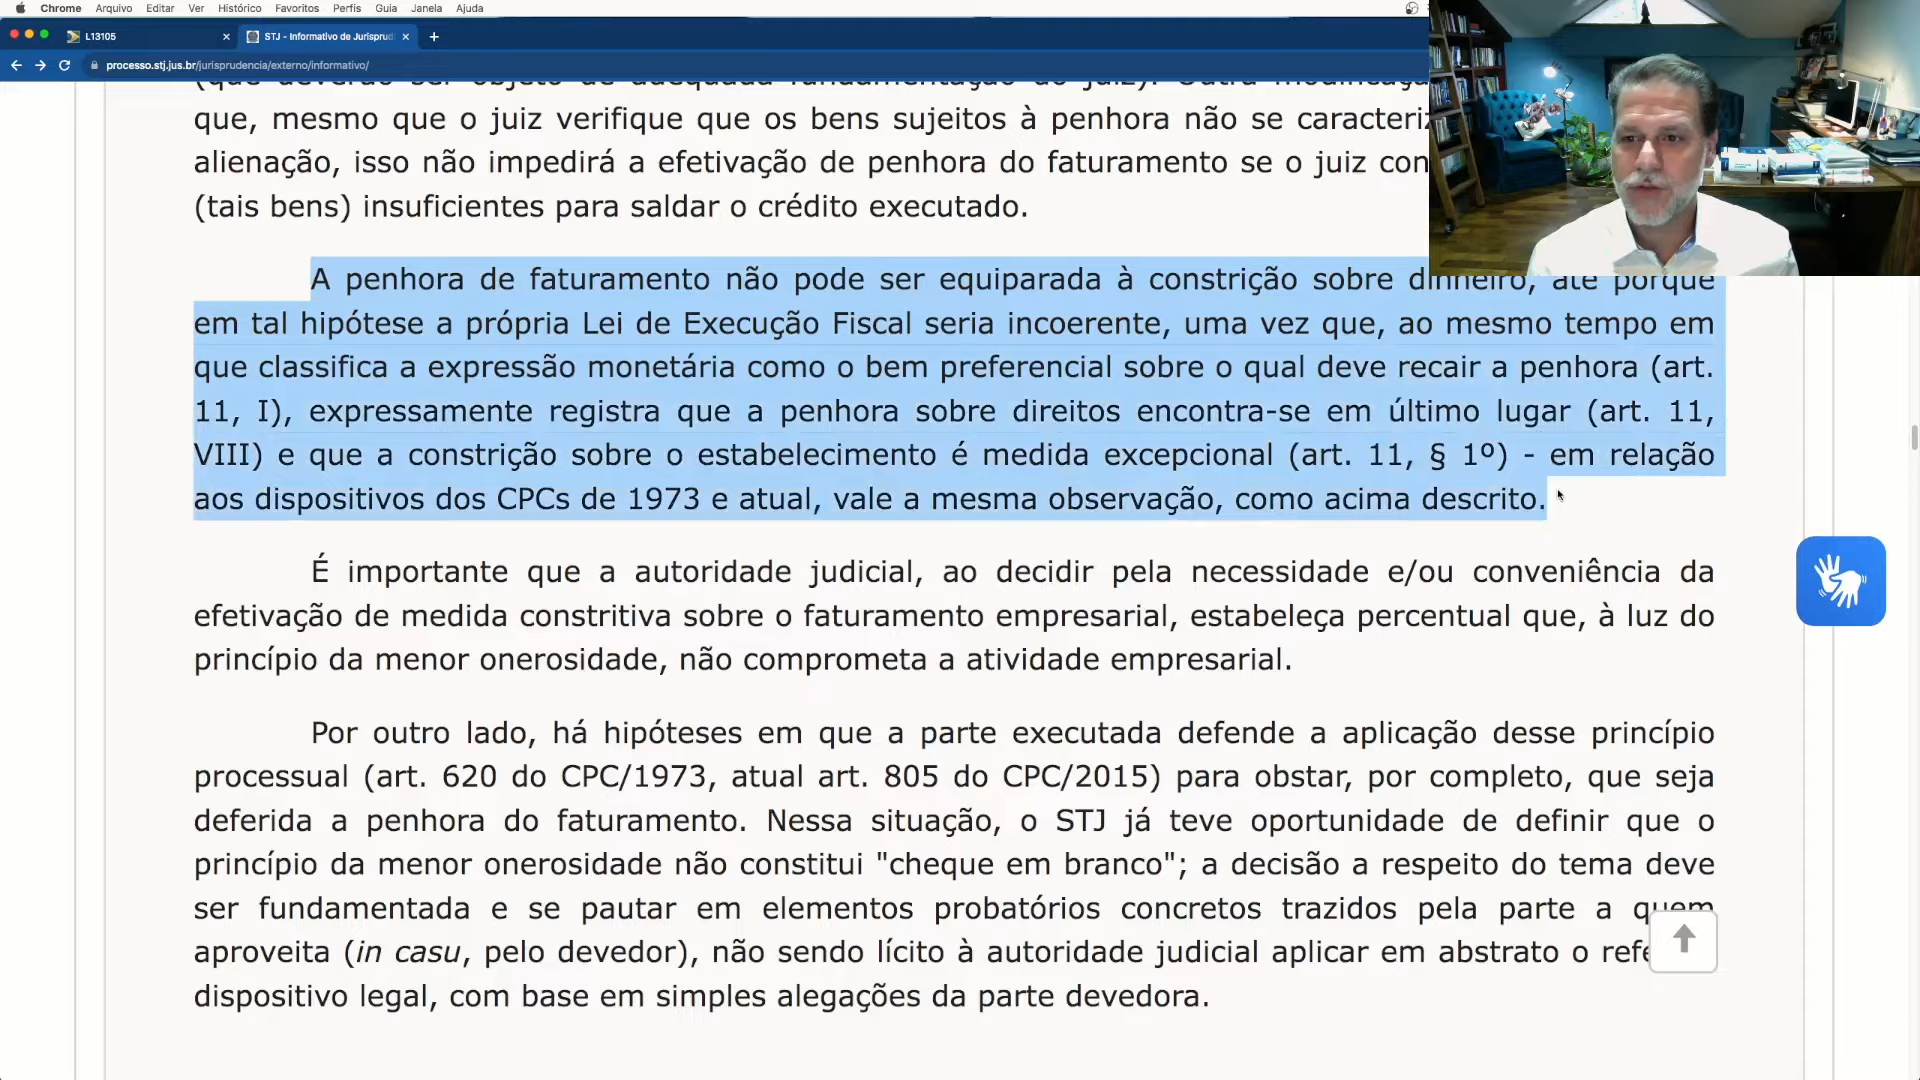 Chrome Arquivo Editar Ver Histórico Favoritos Perfis Guia Janela Ajuda
L13105
STJ - Informativo de Jurisprud
processo.stj.jus.br/jurisprudencia/externo/informativo/
que, mesmo que o juiz verifique que os bens sujeitos à penhora não se caracteriz
alienação, isso não impedirá a efetivação de penhora do faturamento se o juiz con
(tais bens) insuficientes para saldar o crédito executado.
A penhora de faturamento não pode ser equiparada à constrição sobre dinheiro, até porque
em tal hipótese a própria Lei de Execução Fiscal seria incoerente, uma vez que, ao mesmo tempo em
que classifica a expressão monetária como o bem preferencial sobre o qual deve recair a penhora (art.
11, I), expressamente registra que a penhora sobre direitos encontra-se em último lugar (art. 11,
VIII) e que a constrição sobre o estabelecimento é medida excepcional (art. 11, § 1º) - em relação
aos dispositivos dos CPCs de 1973 e atual, vale a mesma observação, como acima descrito.
É importante que a autoridade judicial, ao decidir pela necessidade e/ou conveniência da
efetivação de medida constritiva sobre o faturamento empresarial, estabeleça percentual que, à luz do
princípio da menor onerosidade, não comprometa a atividade empresarial.
Por outro lado, há hipóteses em que a parte executada defende a aplicação desse princípio
processual (art. 620 do CPC/1973, atual art. 805 do CPC/2015) para obstar, por completo, que seja
deferida a penhora do faturamento. Nessa situação, o STJ já teve oportunidade de definir que o
princípio da menor onerosidade não constitui "cheque em branco"; a decisão a respeito do tema deve
ser fundamentada e se pautar em elementos probatórios concretos trazidos pela parte a quem
aproveita (in casu, pelo devedor), não sendo lícito à autoridade judicial aplicar em abstrato o refe
dispositivo legal, com base em simples alegações da parte devedora.